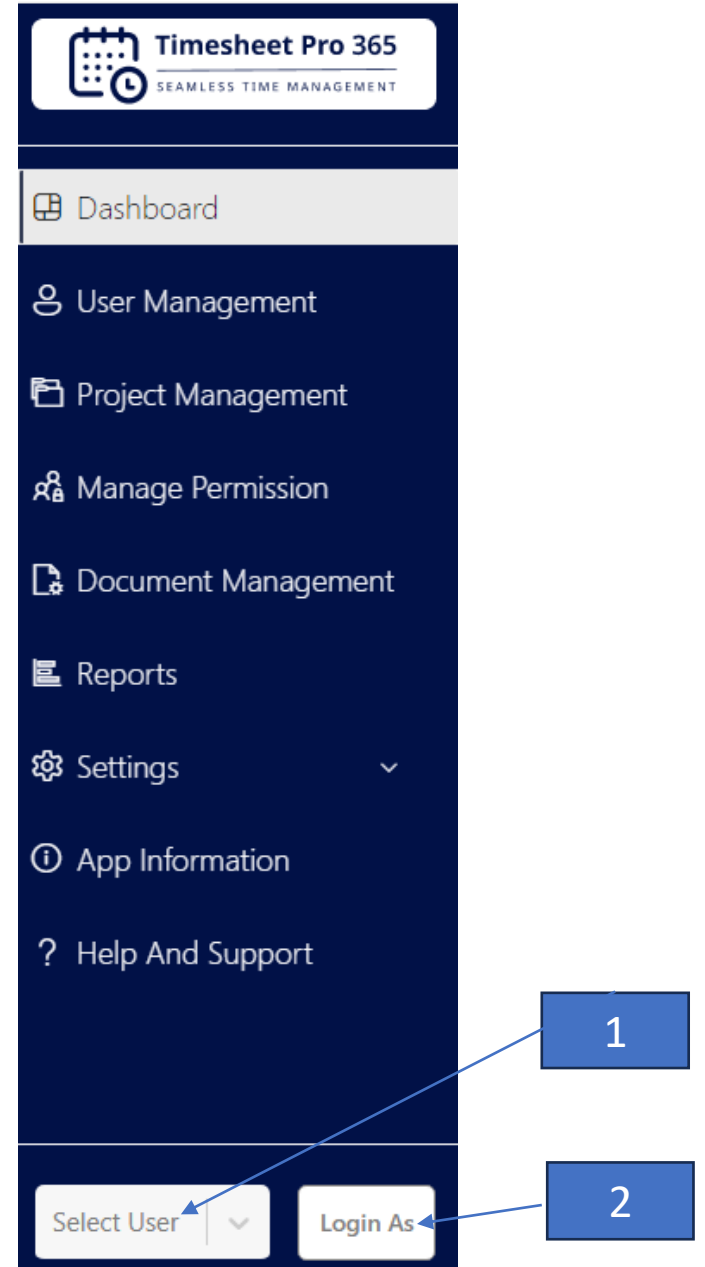 Timesheet Pro 365
SEAMLESS TIME MANAGEMENT
Dashboard
User Management
Project Management
Manage Permission
Document Management
Reports
Settings
App Information
? Help And Support
1
2
Select User
Login As